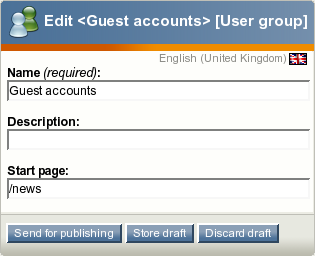 Edit <Guest accounts> [User group]
English (United Kingdom)
Name (required):
Guest accounts
Description:
Start page:
/news
Send for publishing Store draft Discard draft